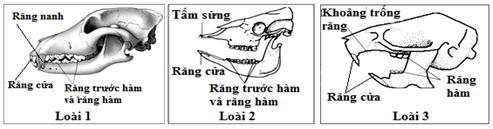 Răng nanh
Răng cửa
Răng trước hàm
và răng hàm
Loài 1
Tấm sừng
Răng cửa
Răng trước hàm
và răng hàm
Loài 2
Khoảng trống
răng
Răng cửa
Răng
hàm
Loài 3